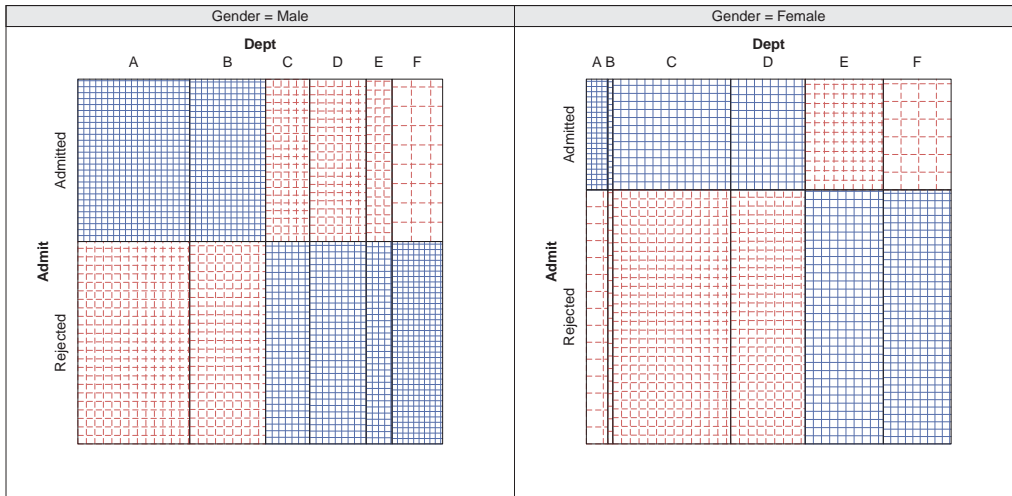 Gender = Male
Dept
A B C D E F
Admitted
Admit
Rejected
Gender = Female
Dept
A B C D E F
Admitted
Admit
Rejected